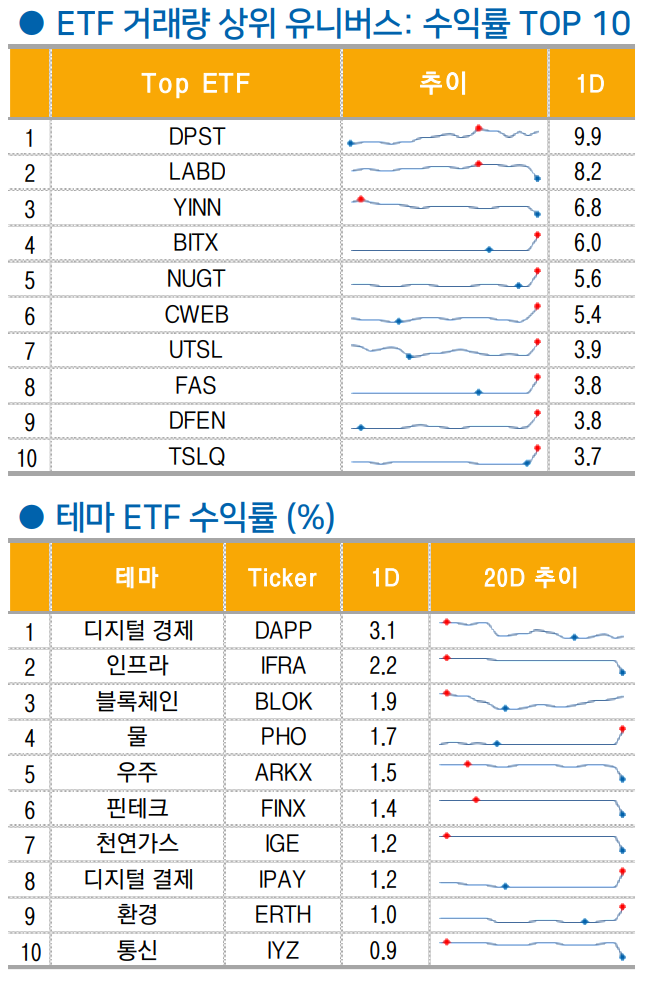 ● ETF 거래량 상위 유니버스: 수익률 TOP 10
Top ETF 추이 1D
1 DPST 9.9
2 LABD 8.2
3 YINN 6.8
4 BITX 6.0
5 NUGT 5.6
6 CWEB 5.4
7 UTSL 3.9
8 FAS 3.8
9 DFEN 3.8
10 TSLQ 3.7
● 테마 ETF 수익률 (%)
테마 Ticker 1D 20D 추이
1 디지털 경제 DAPP 3.1
2 인프라 IFRA 2.2
3 블록체인 BLOK 1.9
4 물 PHO 1.7
5 우주 ARKX 1.5
6 핀테크 FINX 1.4
7 천연가스 IGE 1.2
8 디지털 결제 IPAY 1.2
9 환경 ERTH 1.0
10 통신 IYZ 0.9